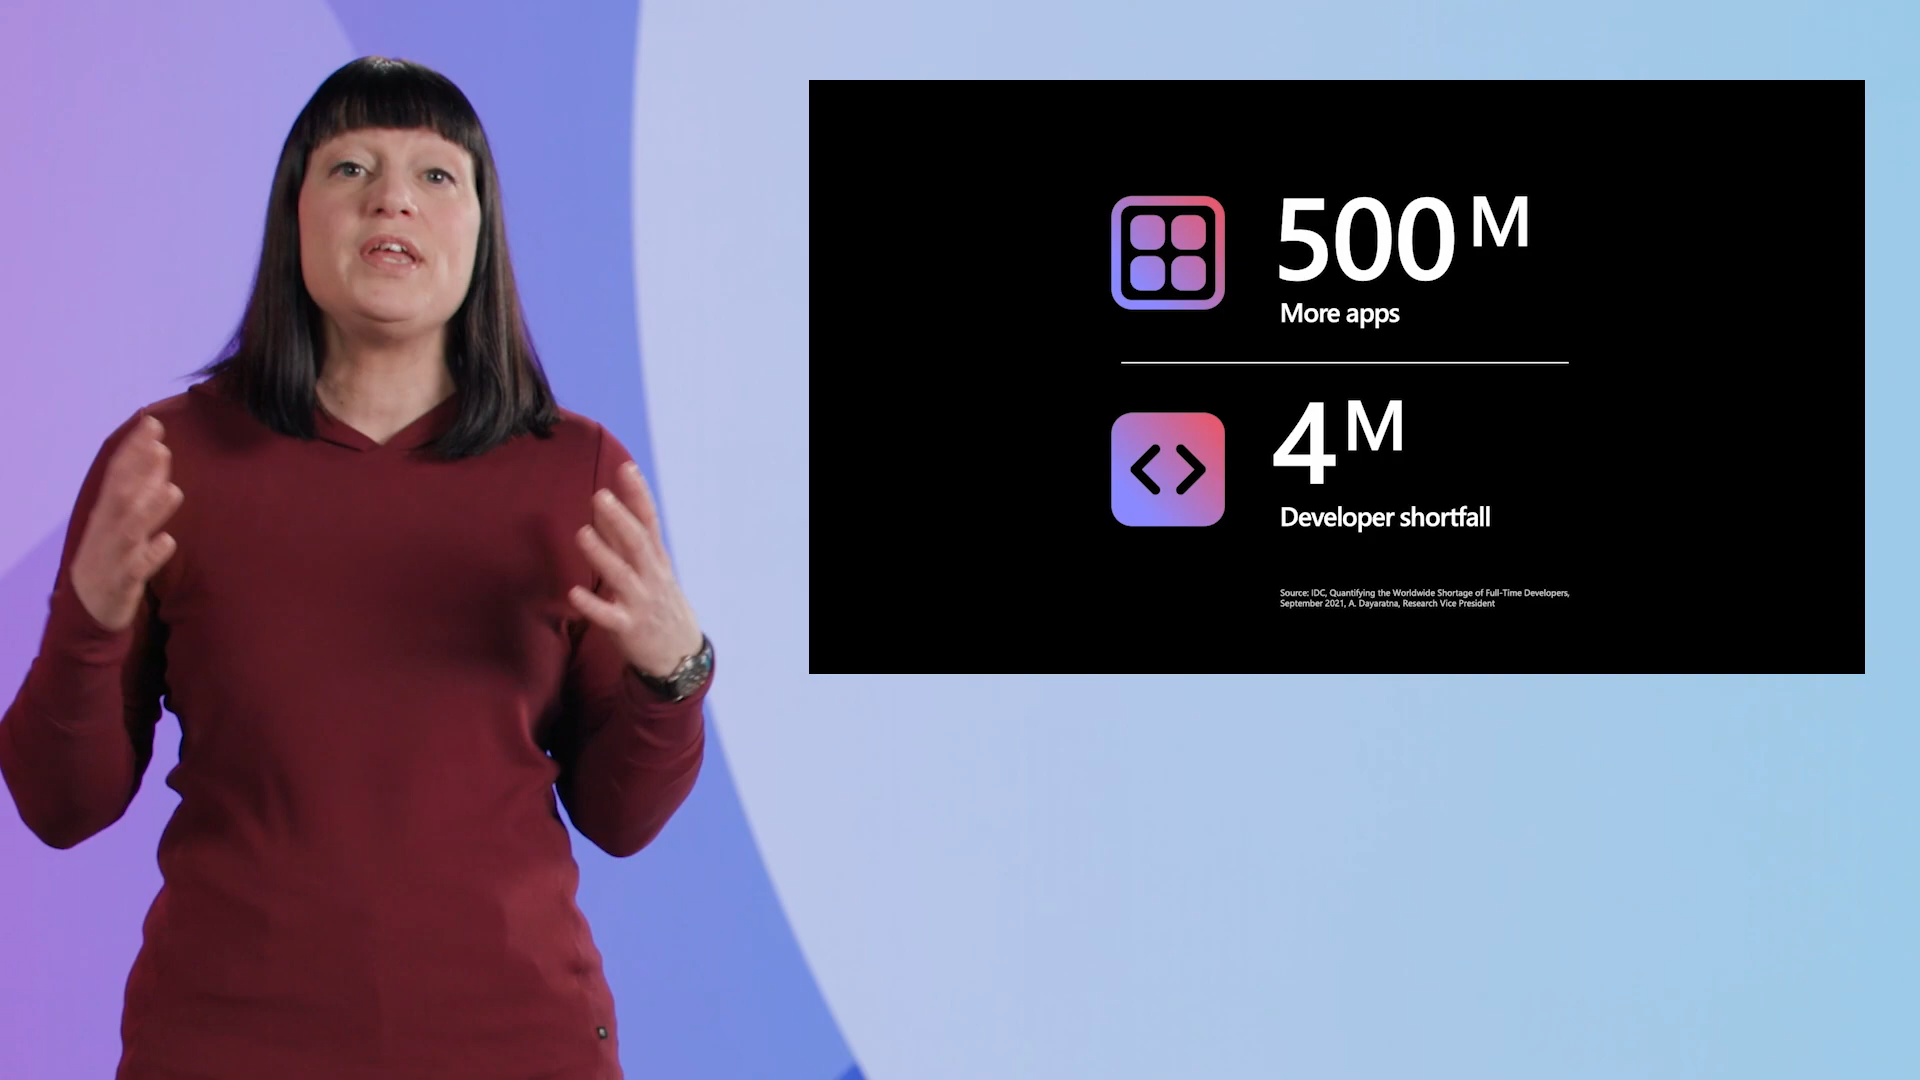 500 M
More apps
4 M
Developer shortfall
Source: IDC, Quantifying the Worldwide Shortage of Full-Time Developers,
September 2021, A. Dayaratna, Research Vice President